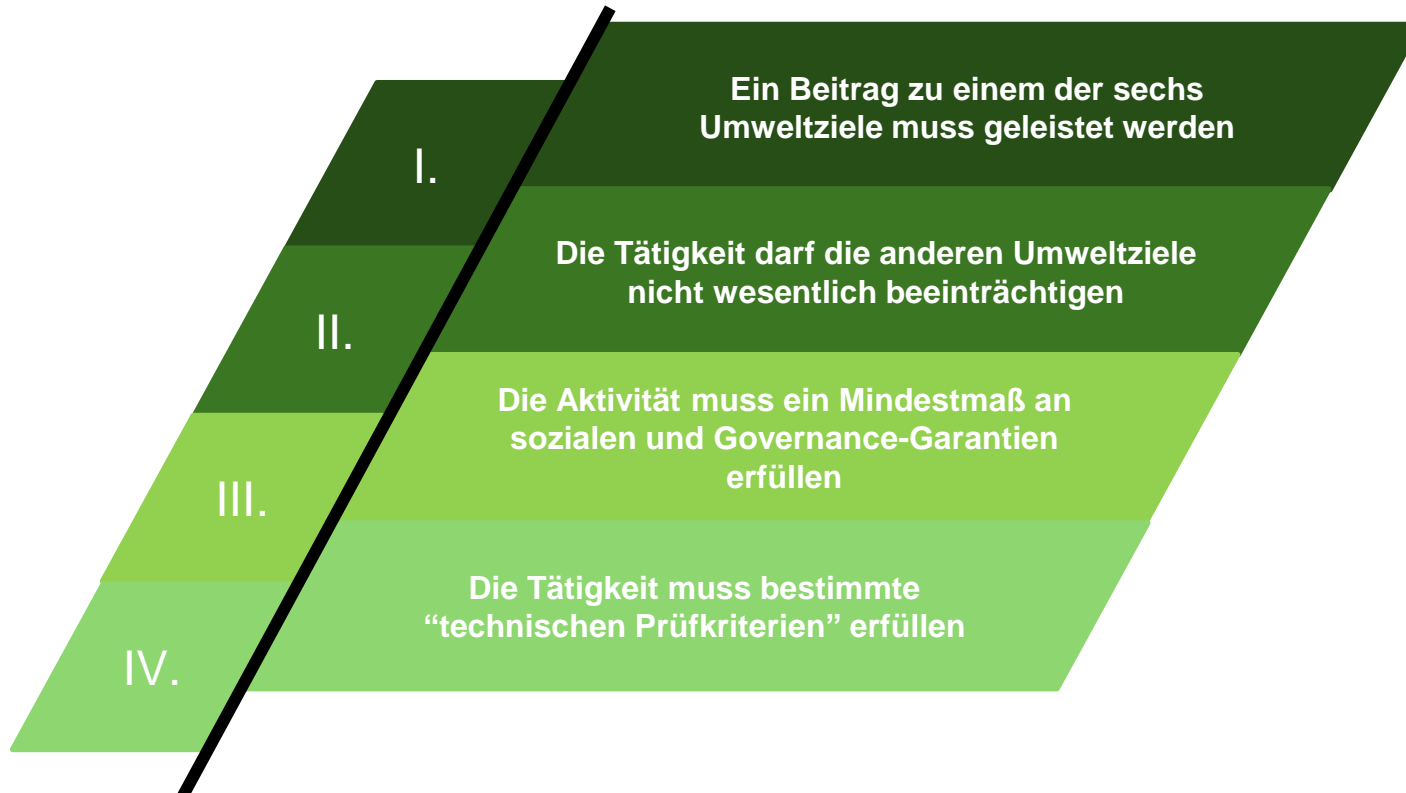 I.
Ein Beitrag zu einem der sechs
Umweltziele muss geleistet werden
II.
Die Tätigkeit darf die anderen Umweltziele
nicht wesentlich beeinträchtigen
III.
Die Aktivität muss ein Mindestmaß an
sozialen und Governance-Garantien
erfüllen
IV.
Die Tätigkeit muss bestimmte
“technischen Prüfkriterien” erfüllen